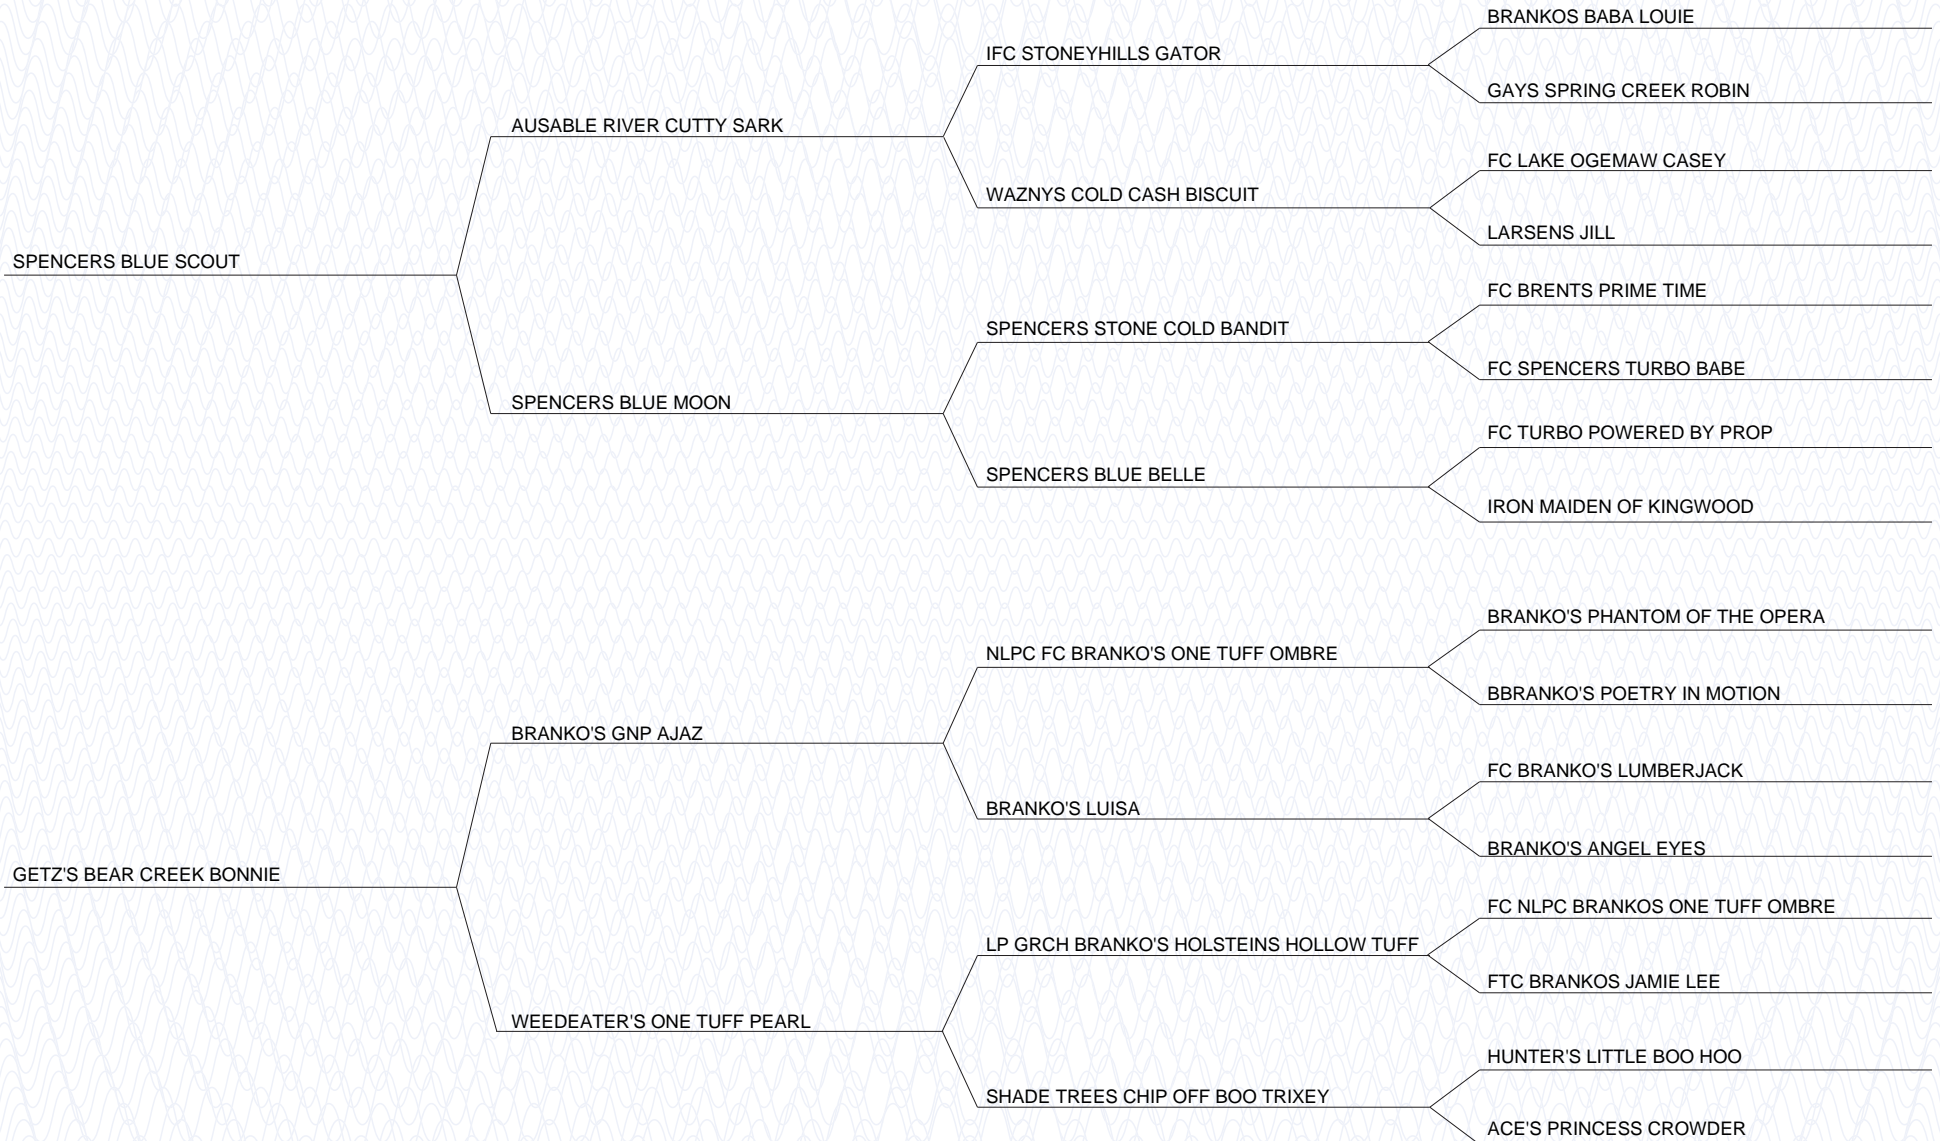 BRANKOS BABA LOUIE
IFC STONEYHILLS GATOR
GAYS SPRING CREEK ROBIN
AUSABLE RIVER CUTTY SARK
FC LAKE OGEMAW CASEY
WAZNYS COLD CASH BISCUIT
LARSENS JILL
SPENCERS BLUE SCOUT
FC BRENTS PRIME TIME
SPENCERS STONE COLD BANDIT
FC SPENCERS TURBO BABE
SPENCERS BLUE MOON
FC TURBO POWERED BY PROP
SPENCERS BLUE BELLE
IRON MAIDEN OF KINGWOOD
BRANKO'S PHANTOM OF THE OPERA
NLPC FC BRANKO'S ONE TUFF OMBRE
BBRANKO'S POETRY IN MOTION
BRANKO'S GNP AJAZ
FC BRANKO'S LUMBERJACK
BRANKO'S LUISA
BRANKO'S ANGEL EYES
GETZ'S BEAR CREEK BONNIE
FC NLPC BRANKOS ONE TUFF OMBRE
LP GRCH BRANKO'S HOLSTEINS HOLLOW TUFF
FTC BRANKOS JAMIE LEE
WEEDEATER'S ONE TUFF PEARL
HUNTER'S LITTLE BOO HOO
SHADE TREES CHIP OFF BOO TRIXEY
ACE'S PRINCESS CROWDER